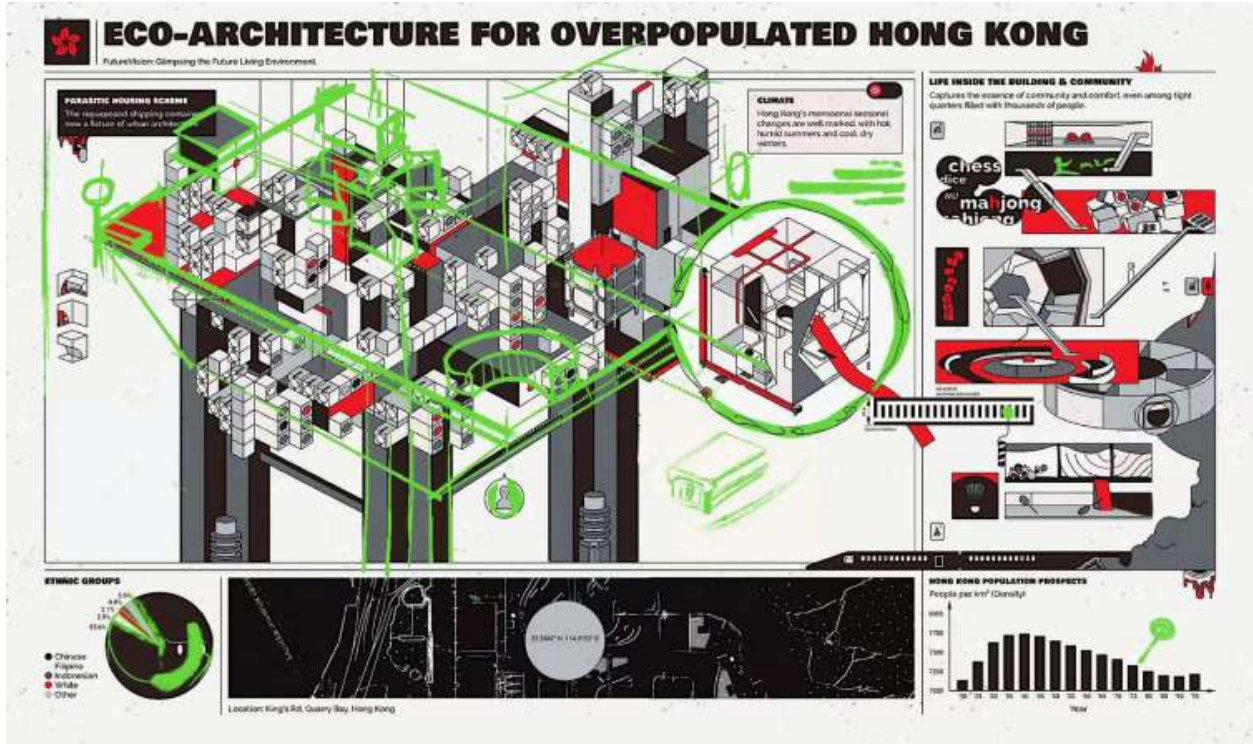 ECO-ARCHITECTURE FOR OVERPOPULATED HONG KONG
FutureVision: Glimpsing the Future Living Environment.
PARASITIC HOUSING SCHEME
The repurposed shipping
now a fixture of urban
CLIMATE
Hong Kong's monsoonal seasonal
changes are well marked, with hot,
humid summers and cool, dry
winters.
LIFE INSIDE THE BUILDING & COMMUNITY
Captures the essence of community and comfort, even among tight
quarters filled with thousands of people.
chess
dice
mahjong
ETHNIC GROUPS
Chinese
Filipino
Indonesian
White
Other
Location: King's Rd, Quarry Bay, Hong Kong
HONG KONG POPULATION PROSPECTS
People per km² (Density)
Year